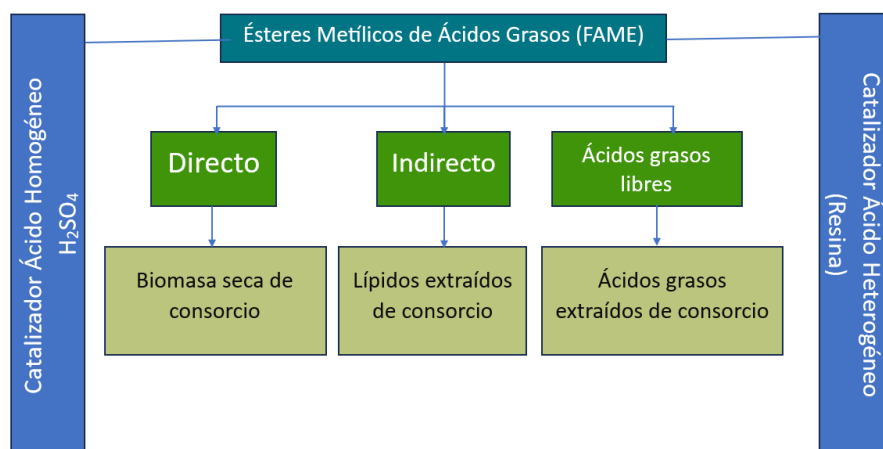 Ésteres Metílicos de Ácidos Grasos (FAME)
Catalizador Ácido Homogéneo
H₂SO₄
Directo
Indirecto
Ácidos grasos
libres
Biomasa seca de
consorcio
Lípidos extraídos
de consorcio
Ácidos grasos
extraídos de consorcio
Catalizador Ácido Heterogéneo
(Resina)